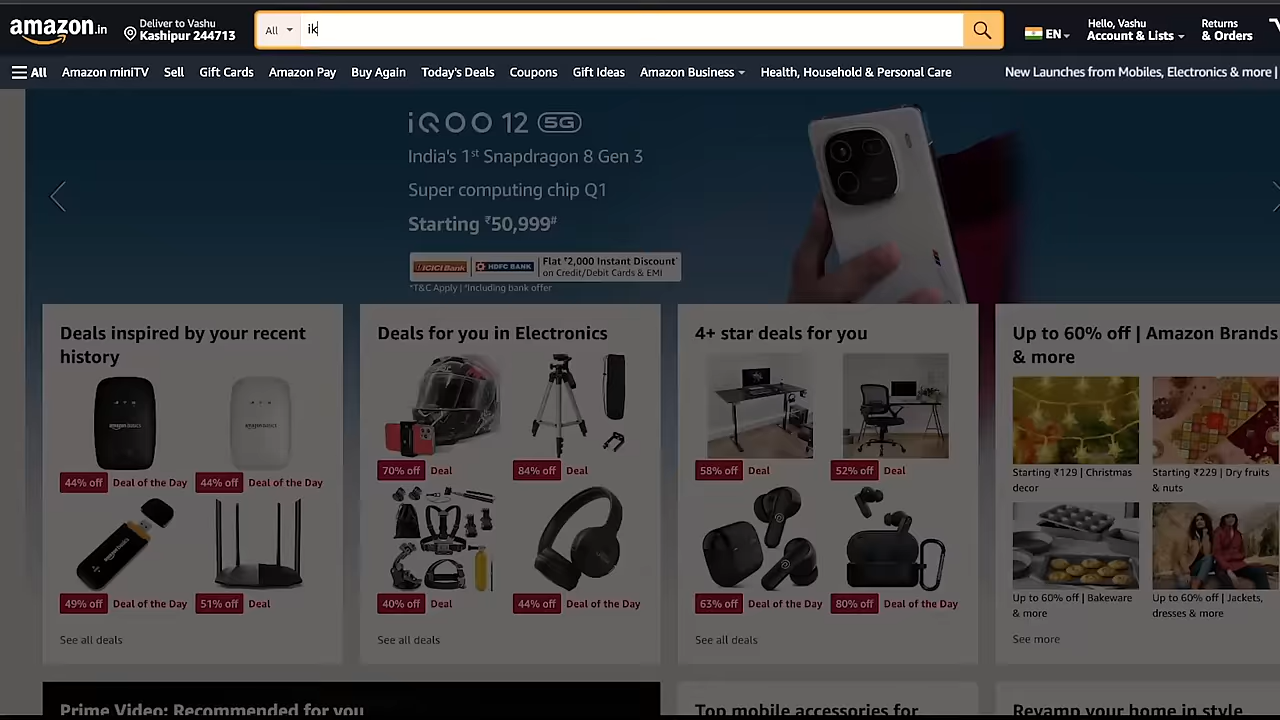 amazon.in
Deliver to Vashu
Kashipur 244713
All
ik
EN
Hello, Vashu
Account & Lists
Returns
& Orders
All
Amazon miniTV
Sell
Gift Cards
Amazon Pay
Buy Again
Today's Deals
Coupons
Gift Ideas
Amazon Business
Health, Household & Personal Care
New Launches from Mobiles, Electronics & more |
iQOO 12 5G
India's 1st Snapdragon 8 Gen 3
Super computing chip Q1
Starting ₹50,999#
ICICI Bank
HDFC BANK
Flat ₹2,000 Instant Discount*
on Credit/Debit Cards & EMI
*T&C Apply | #Including bank offer
Deals inspired by your recent
history
amazon basics
amazon basics
44% off Deal of the Day
44% off Deal of the Day
amazon basics
49% off Deal of the Day
51% off Deal
See all deals
Deals for you in Electronics
70% off Deal
84% off Deal
40% off Deal
44% off Deal of the Day
See all deals
4+ star deals for you
58% off Deal
52% off Deal
63% off Deal of the Day
80% off Deal of the Day
See all deals
Up to 60% off | Amazon Brands
& more
Starting ₹129 | Christmas
decor
Starting ₹229 | Dry fruits
& nuts
Up to 60% off | Bakeware
& more
Up to 60% off | Jackets,
dresses & more
See more
Prime Video: Recommended for you
Top mobile accessories for
Revamp your home in style